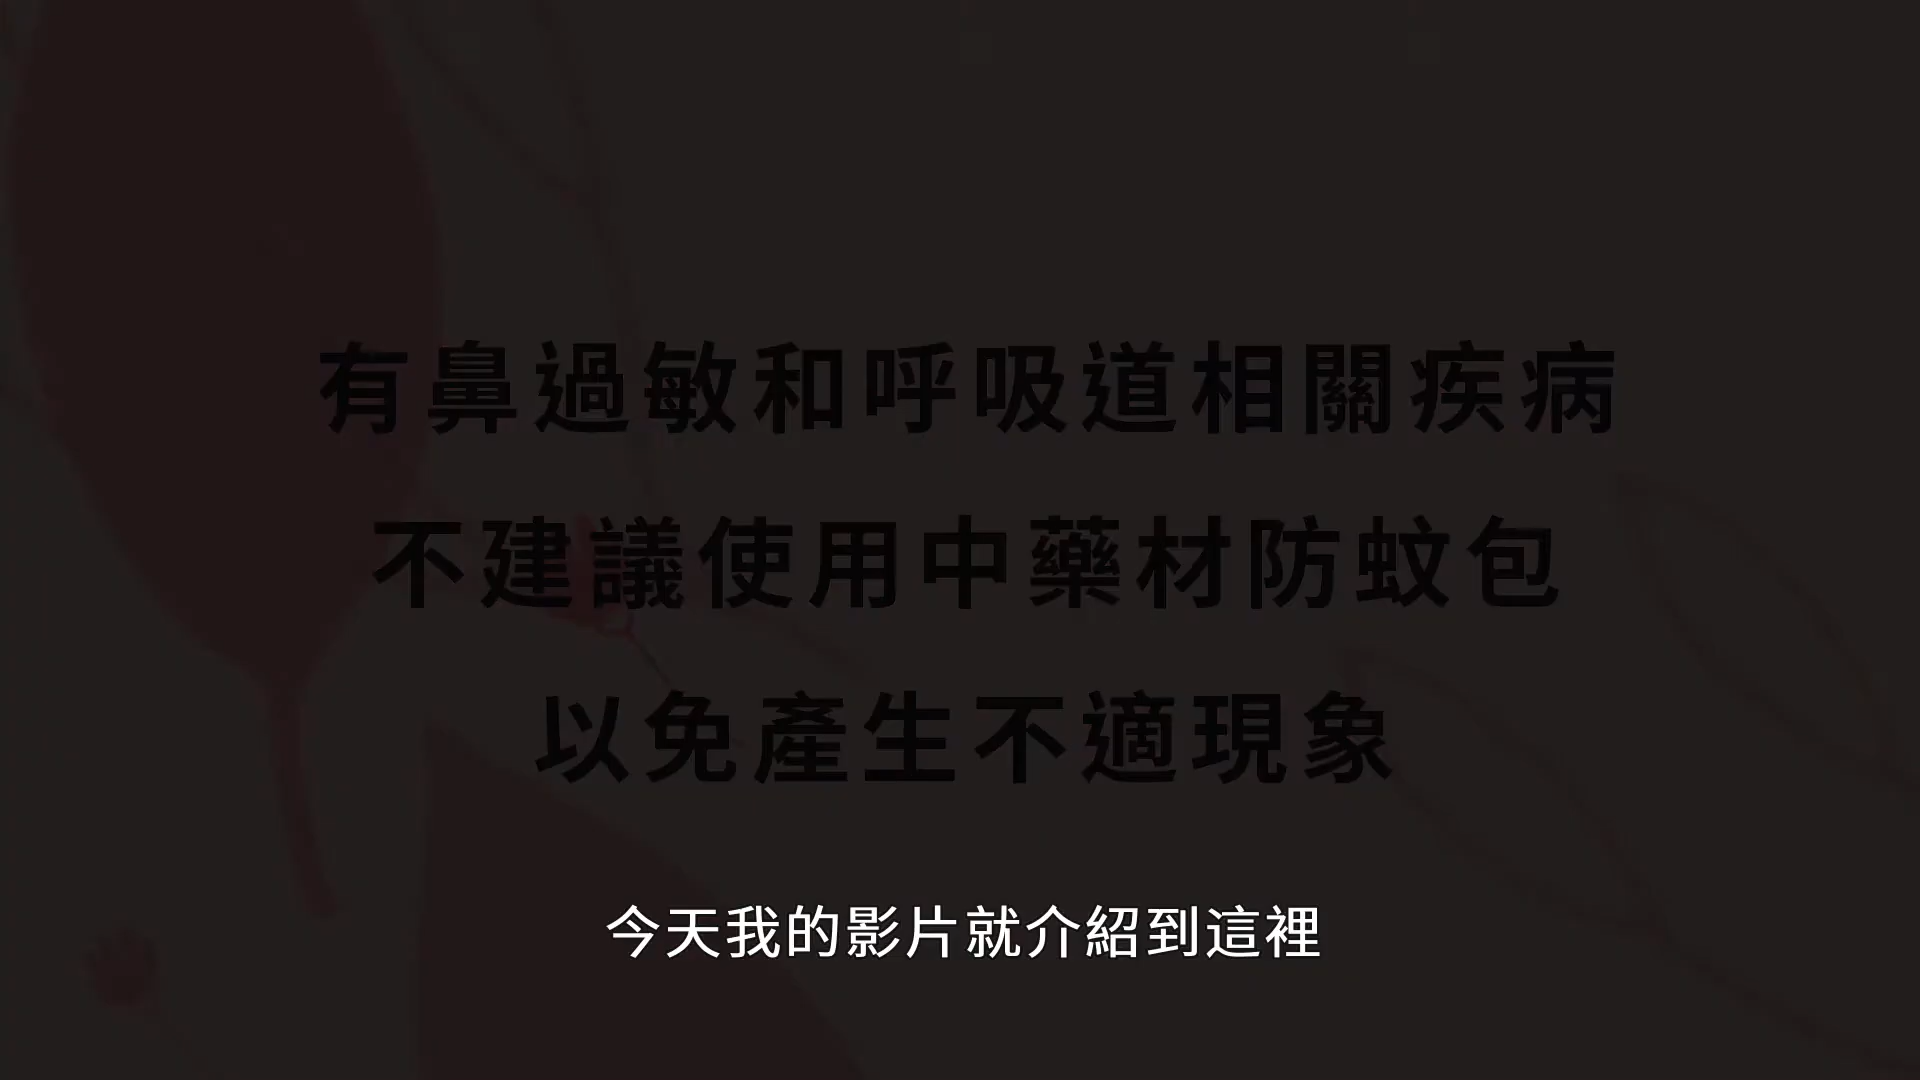 有鼻過敏和呼吸道相關疾病
不建議使用中藥材防蚊包
以免產生不適現象
今天我的影片就介紹到這裡